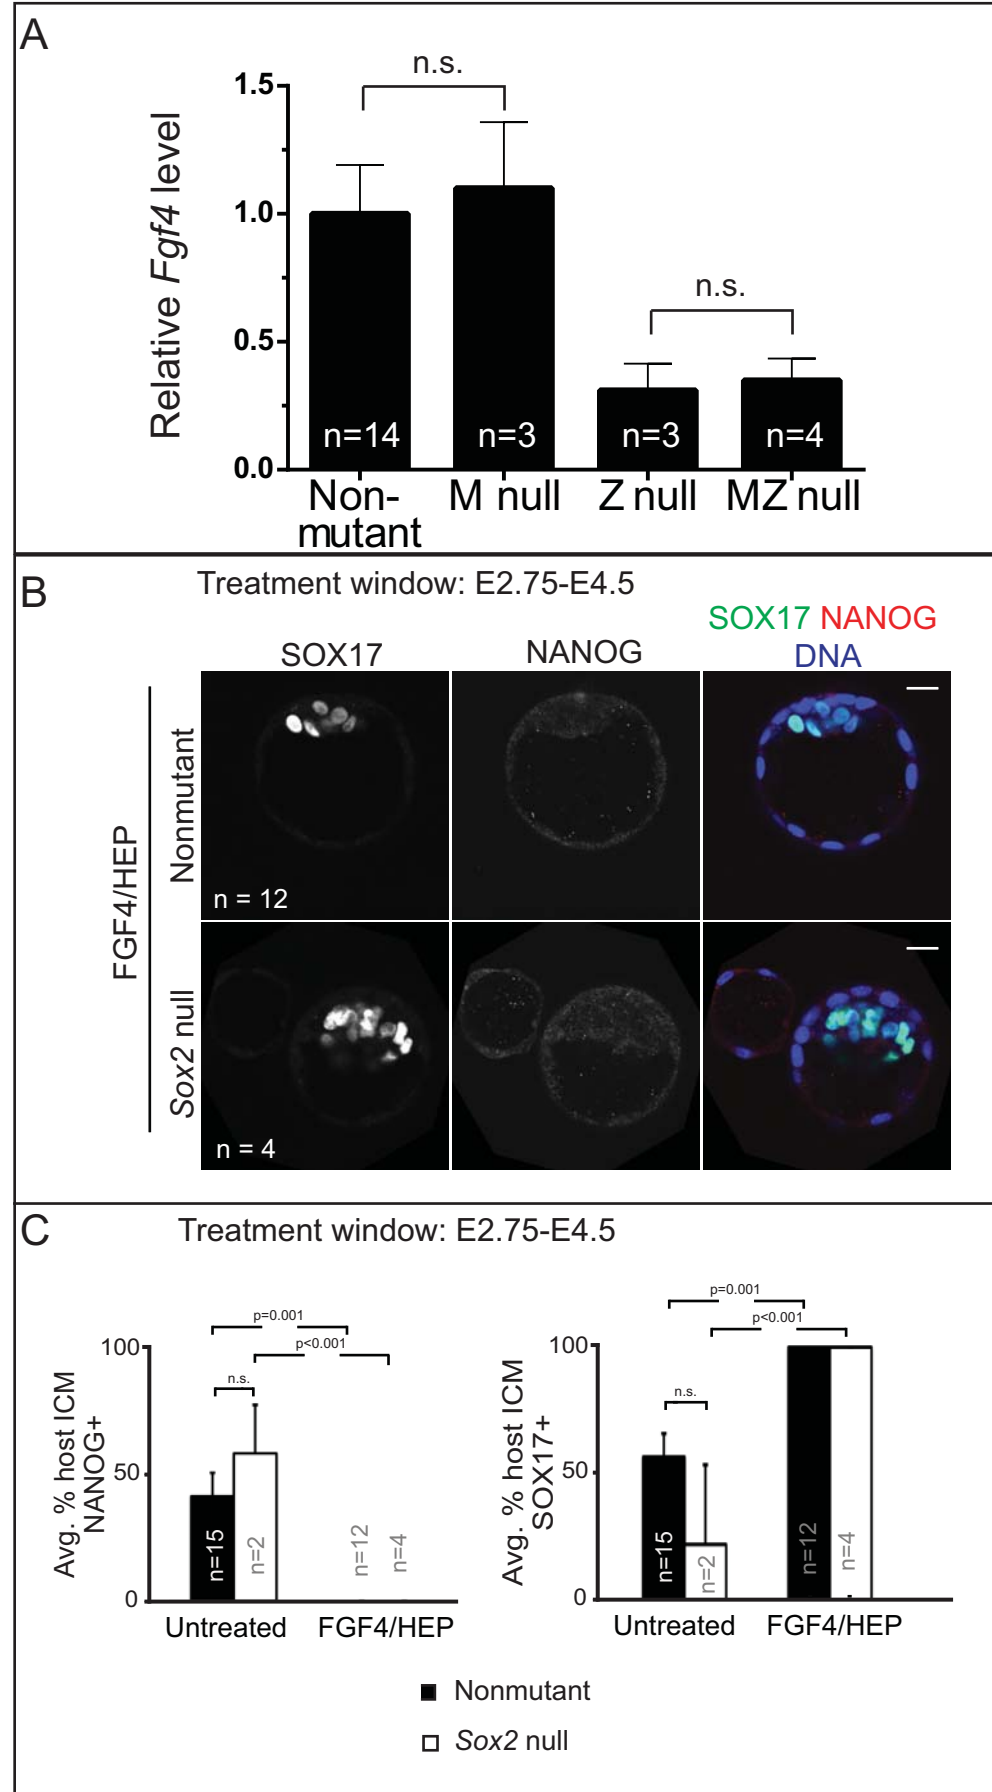 A
n.s.
1.5
1.0
0.5
0.0
Relative Fgf4 level
n.s.
n=14
n=3
n=3
n=4
Non-
mutant
M null
Z null
MZ null
B
Treatment window: E2.75-E4.5
SOX17
NANOG
SOX17 NANOG
DNA
FGF4/HEP
Nonmutant
n = 12
Sox2 null
n = 4
C
Treatment window: E2.75-E4.5
p=0.001
p<0.001
n.s.
100
50
0
Avg. % host ICM
NANOG+
n=15
n=2
n=12
n=4
Untreated
FGF4/HEP
p=0.001
p<0.001
n.s.
100
50
0
Avg. % host ICM
SOX17+
n=15
n=2
n=12
n=4
Untreated
FGF4/HEP
Nonmutant
Sox2 null